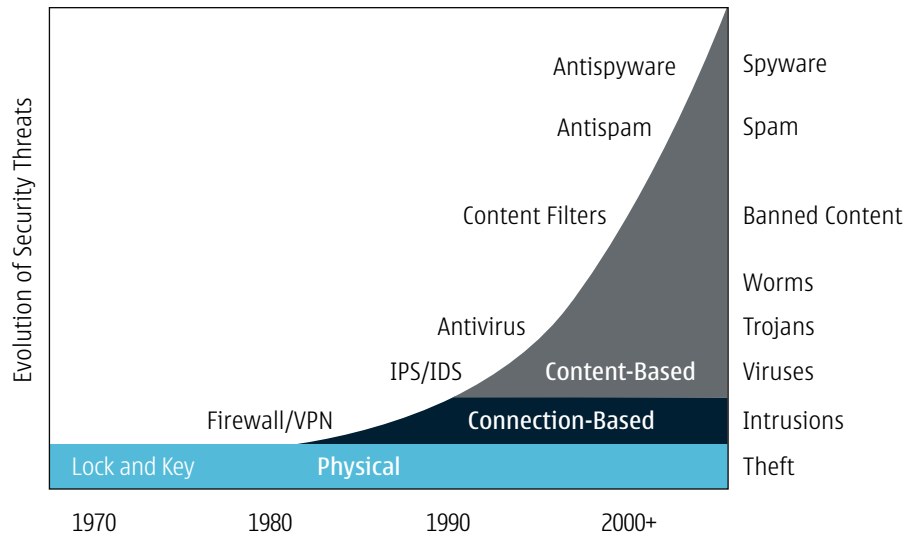 Evolution of Security Threats
Antispyware
Spyware
Antispam
Spam
Content Filters
Banned Content
Worms
Antivirus
Trojans
IPS/IDS
Content-Based
Viruses
Firewall/VPN
Connection-Based
Intrusions
Lock and Key
Physical
Theft
1970
1980
1990
2000+